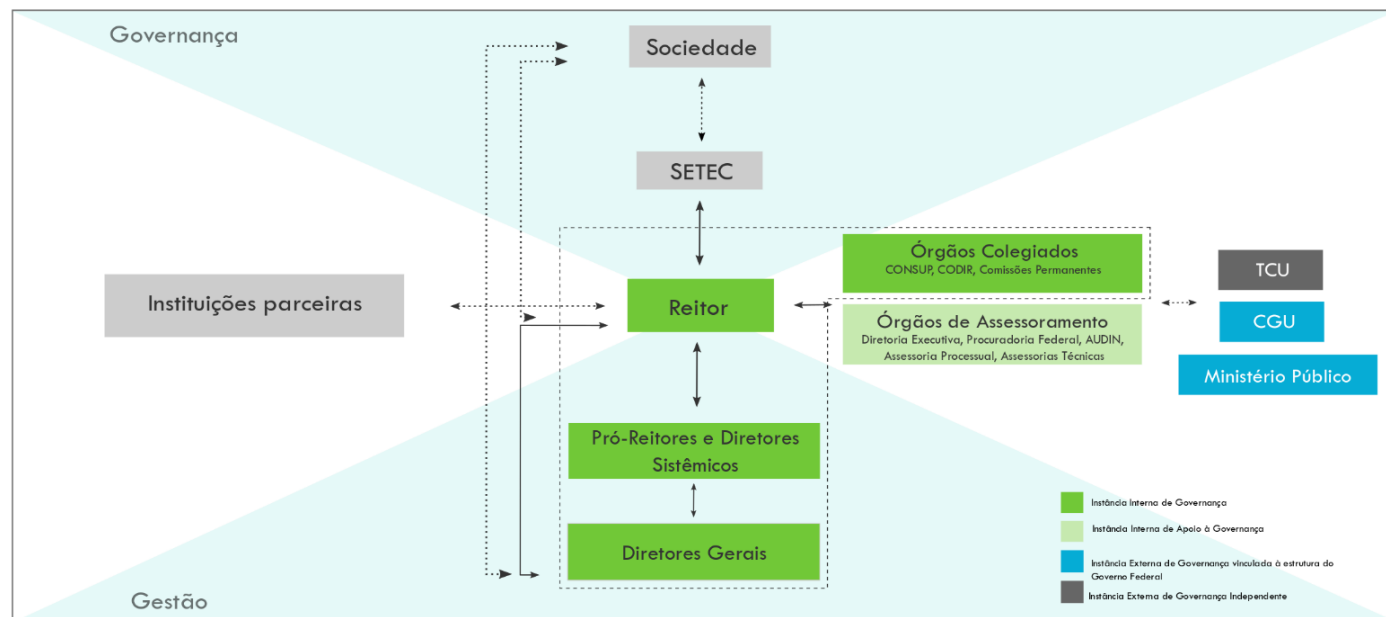 Governança
Sociedade
SETEC
Órgãos Colegiados
CONSUP, CODIR, Comissões Permanentes
TCU
Instituições parceiras
Reitor
CGU
Órgãos de Assessoramento
Diretoria Executiva, Procuradoria Federal, AUDIN,
Assessoria Processual, Assessorias Técnicas
Ministério Público
Pró-Reitores e Diretores
Sistêmicos
Diretores Gerais
Instância Interna de Governança
Instância Interna de Apoio à Governança
Instância Externa de Governança vinculada à estrutura do
Governo Federal
Instância Externa de Governança Independente
Gestão